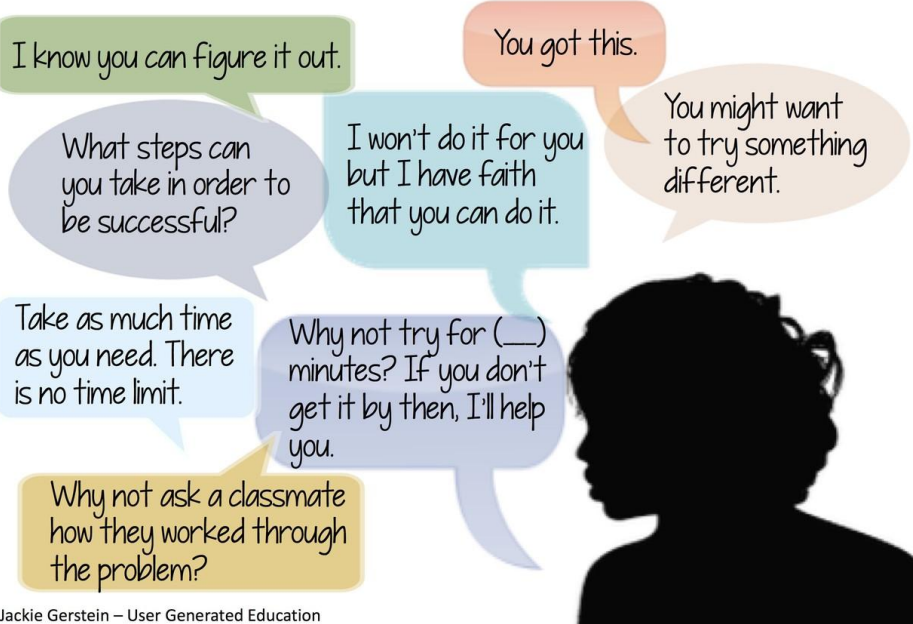 I know you can figure it out.
You got this.
What steps can
you take in order to
be successful?
I won't do it for you
but I have faith
that you can do it.
You might want
to try something
different.
Take as much time
as you need. There
is no time limit.
Why not try for (__)
minutes? If you don't
get it by then, I'll help
you.
Why not ask a classmate
how they worked through
the problem?
Jackie Gerstein – User Generated Education